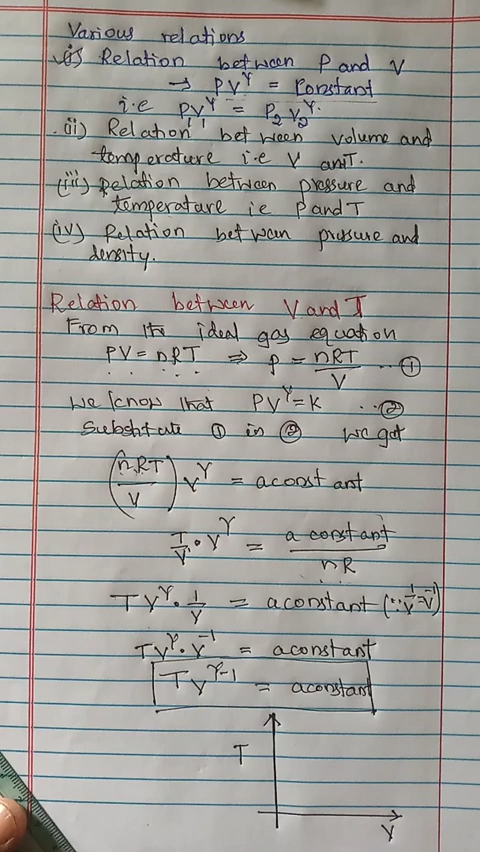 Various relations
(i) Relation between P and V
→ PV^γ = Constant
i.e P₁V₁^γ = P₂V₂^γ.
ii) Relation between volume and
temperature i.e V and T.
(iii) Relation between pressure and
temperature ie P and T
(iv) Relation between pressure and
density.
Relation between V and T
From the ideal gas equation
PV = nRT ⇒ P = nRT/V ...①
We know that PV^γ = K ...②
Substitute ① in ② we get
(nRT/V) V^γ = a constant
T/V · V^γ = a constant/nR
TV^γ · 1/V = a constant (∵ 1/V = V^-1)
TV^γ · V^-1 = a constant
TV^γ-1 = a constant
T
V